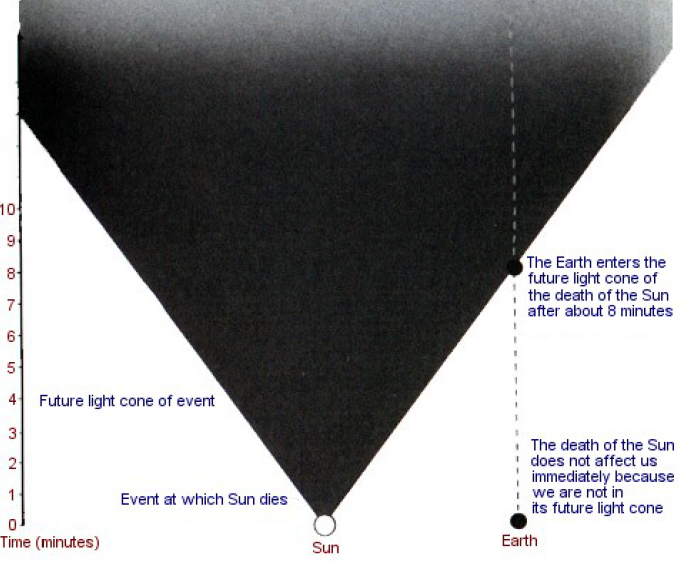 10
9
8
7
6
5
4
3
2
1
0
Time (minutes)
The Earth enters the
future light cone of
the death of the Sun
after about 8 minutes
Future light cone of event
The death of the Sun
does not affect us
immediately because
we are not in
its future light cone
Event at which Sun dies
Sun
Earth